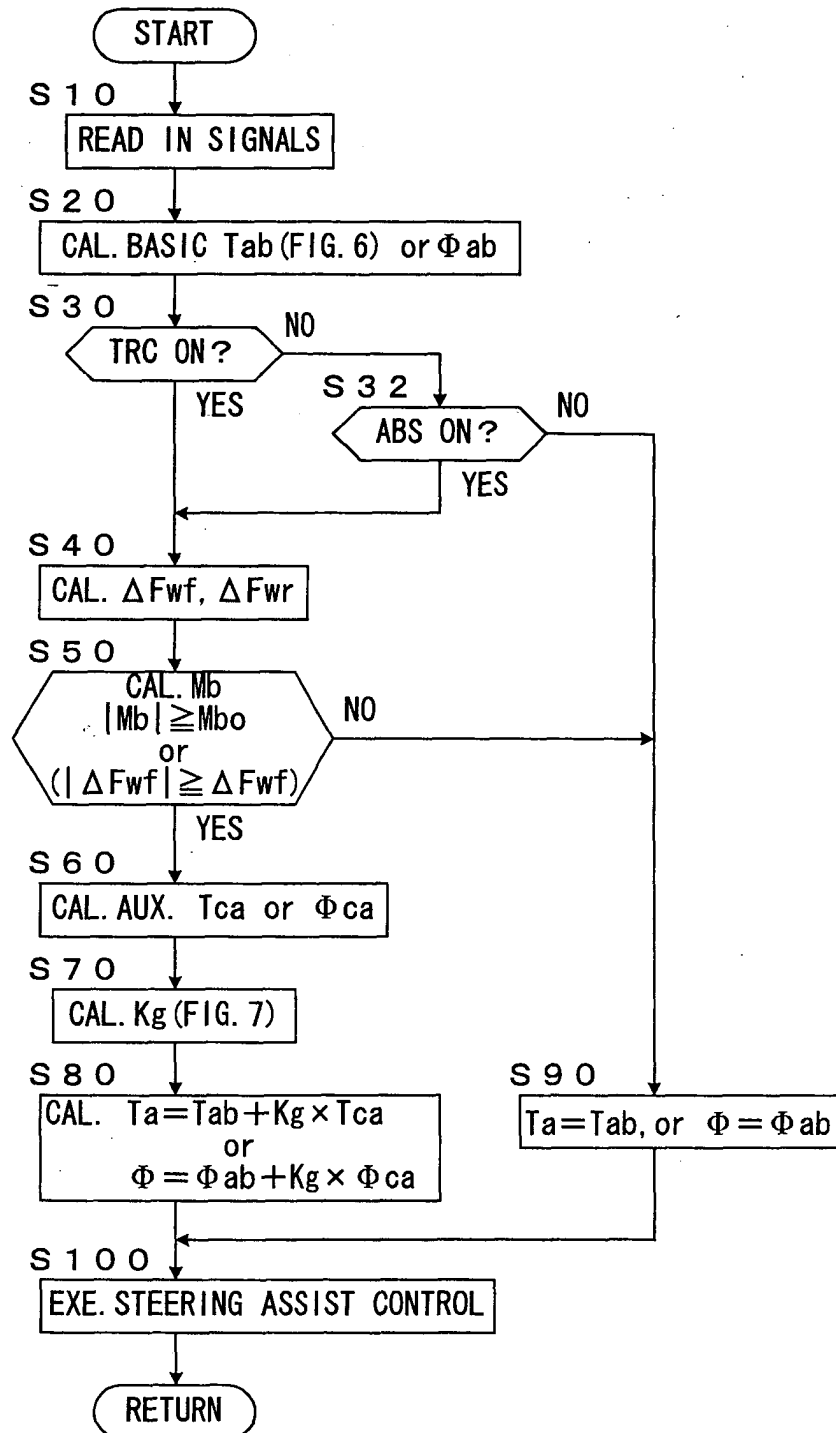 START
S10
READ IN SIGNALS
S20
CAL. BASIC Tab (FIG. 6) or Φab
S30
TRC ON?
NO
YES
S32
ABS ON?
NO
YES
S40
CAL. ΔFwf, ΔFwr
S50
CAL. Mb
|Mb| ≧ Mbo
or
(|ΔFwf| ≧ ΔFwf)
NO
YES
S60
CAL. AUX. Tca or Φca
S70
CAL. Kg (FIG. 7)
S80
CAL. Ta=Tab+Kg×Tca
or
Φ=Φab+Kg×Φca
S90
Ta=Tab, or Φ=Φab
S100
EXE. STEERING ASSIST CONTROL
RETURN